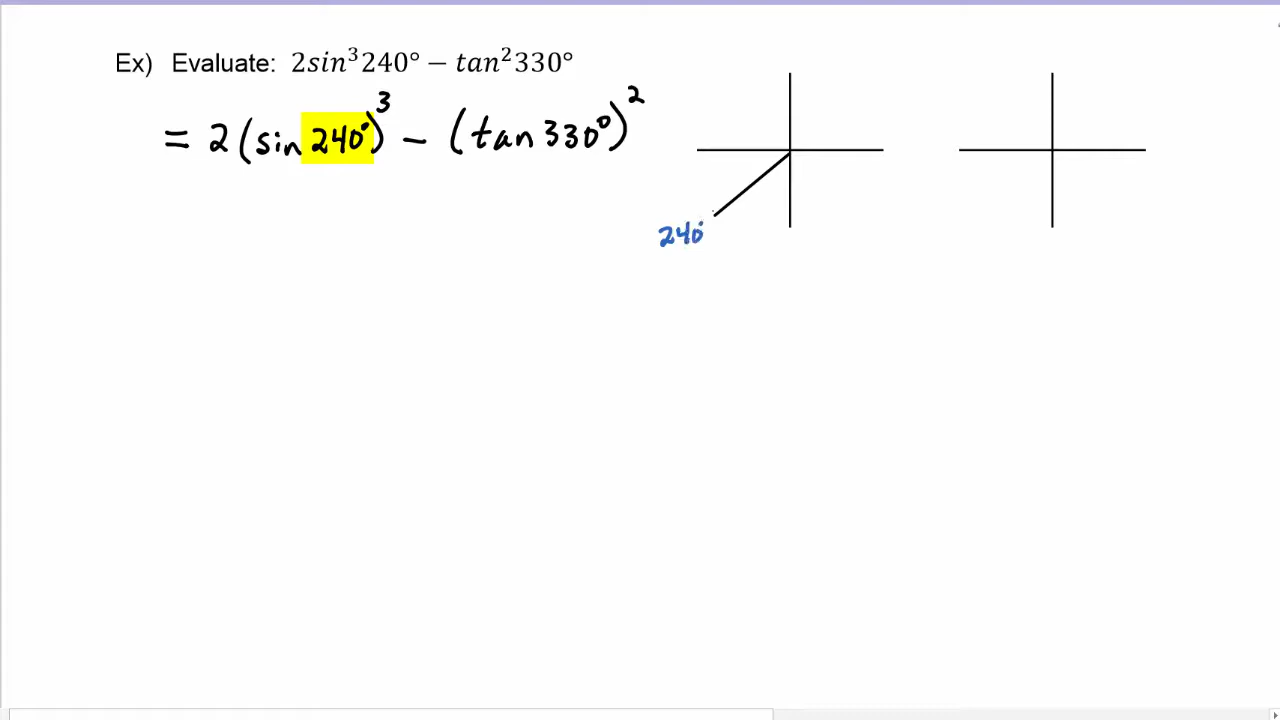 Ex) Evaluate: 2sin³240° − tan²330°
= 2(sin 240°)³ − (tan 330°)²
240°